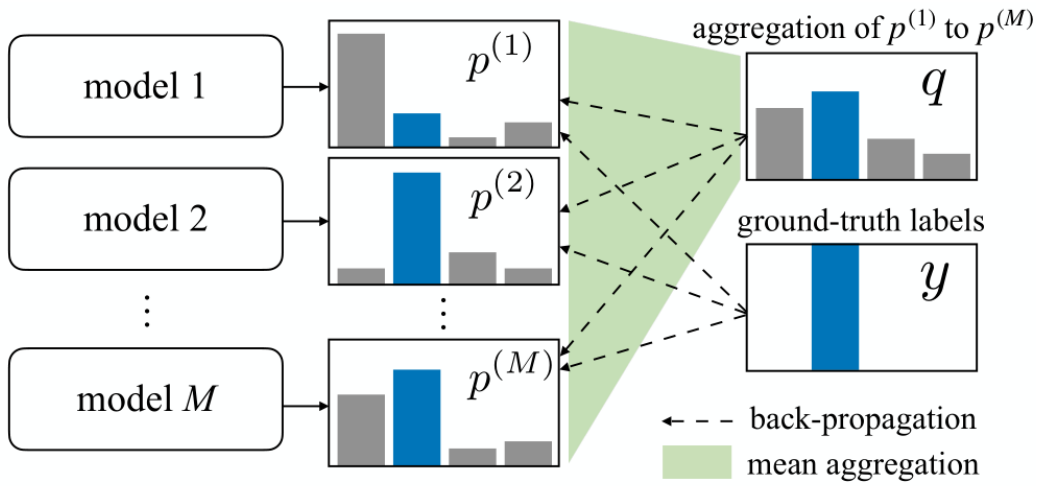 aggregation of p^{(1)} to p^{(M)}
model 1
p^{(1)}
q
model 2
p^{(2)}
ground-truth labels
y
⋮
⋮
model M
p^{(M)}
back-propagation
mean aggregation